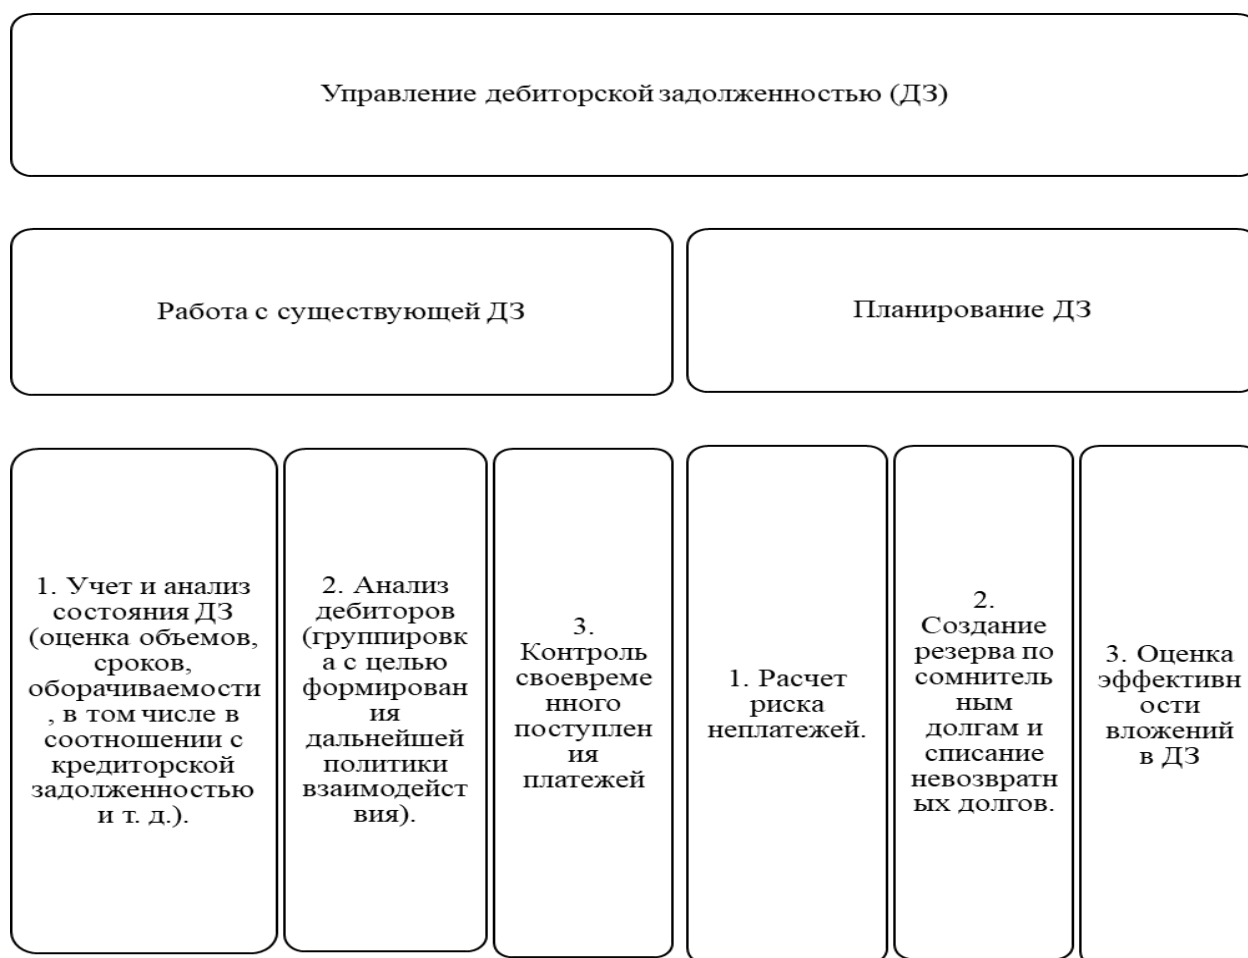 Управление дебиторской задолженностью (ДЗ)
Работа с существующей ДЗ
Планирование ДЗ
1. Учет и анализ
состояния ДЗ
(оценка объемов,
сроков,
оборачиваемости
, в том числе в
соотношении с
кредиторской
задолженностью
и т. д.).
2. Анализ
дебиторов
(группировк
а с целью
формирован
ия
дальнейшей
политики
взаимодейст
вия).
3.
Контроль
своевреме
нного
поступлен
ия
платежей
1. Расчет
риска
неплатежей.
2.
Создание
резерва по
сомнитель
ным
долгам и
списание
невозвратн
ых долгов.
3. Оценка
эффективн
ости
вложений
в ДЗ